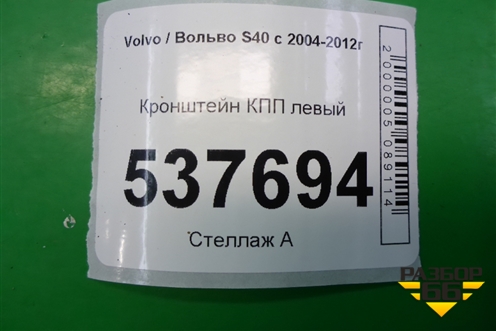 Volvo / Вольво S40 с 2004-2012г
Кронштейн КПП левый
537694
Стеллаж А
2000005089114
РАЗБОР
66